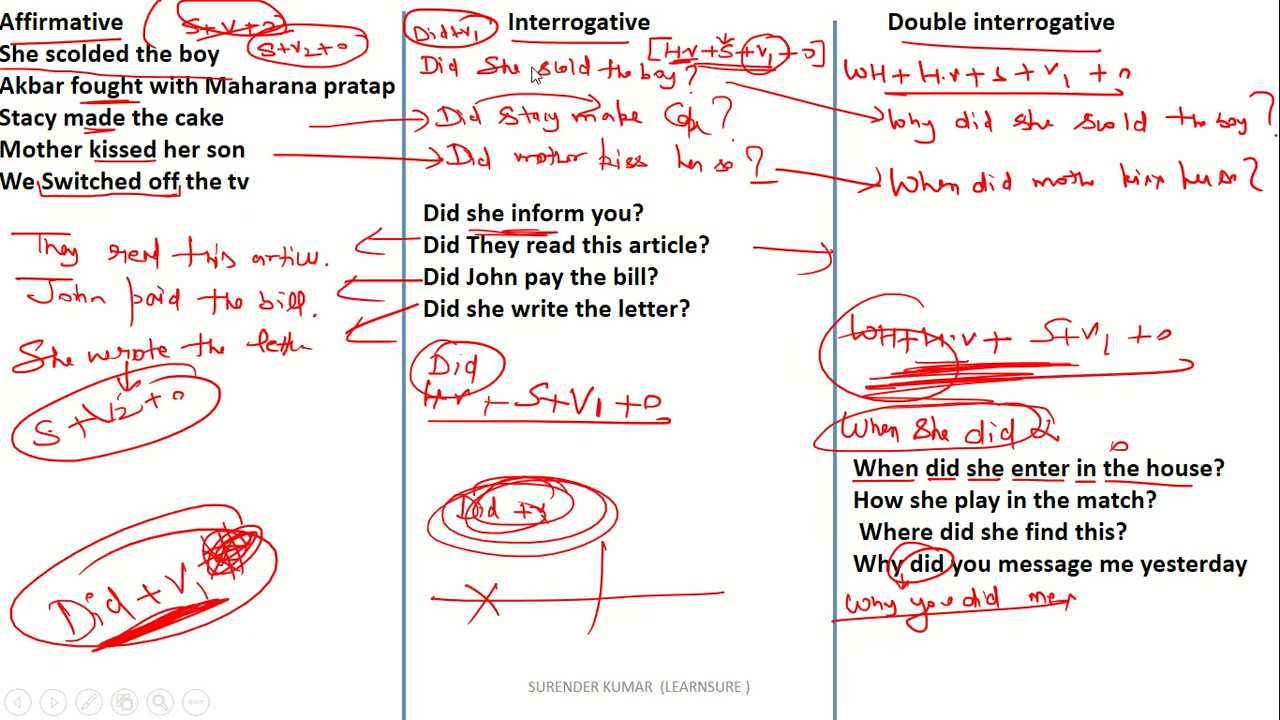 Affirmative
S+V+O
S+V2+O
She scolded the boy
Akbar fought with Maharana pratap
Stacy made the cake
Mother kissed her son
We Switched off the tv
They read this article.
John paid the bill.
She wrote the lette
S+V2+O
Did+V1
Did+V1
Interrogative
[H.v+S+V1+O]
Did She scold the boy?
Did Stacy make ?
Did mother kiss her so?
Did she inform you?
Did They read this article?
Did John pay the bill?
Did she write the letter?
Did
H.v + S+V1+O
Did +
Double interrogative
WH+H.v+S+V1+O
Why did she scold the boy?
When did mothe kiss her so?
WH+H.v+ S+V1+O
When She did
When did she enter in the house?
How she play in the match?
Where did she find this?
Why did you message me yesterday
Why you did mes
SURENDER KUMAR (LEARNSURE )